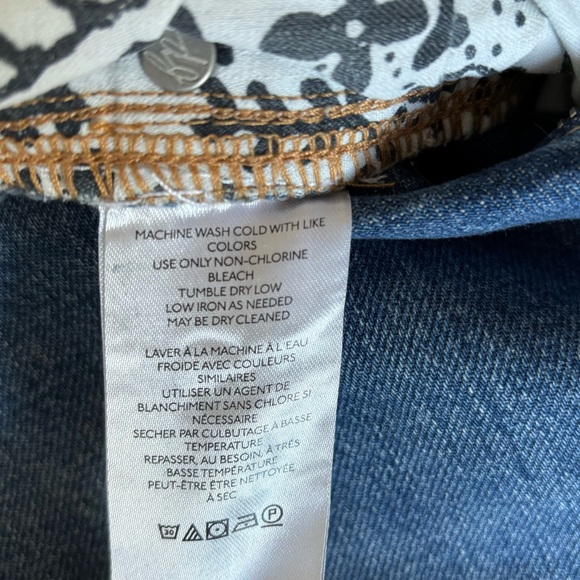 MACHINE WASH COLD WITH LIKE
COLORS
USE ONLY NON-CHLORINE
BLEACH
TUMBLE DRY LOW
LOW IRON AS NEEDED
MAY BE DRY CLEANED
LAVER À LA MACHINE À L'EAU
FROIDE AVEC COULEURS
SIMILAIRES
UTILISER UN AGENT DE
BLANCHIMENT SANS CHLORE SI
NÉCESSAIRE
SECHER PAR CULBUTAGE À BASSE
TEMPERATURE
REPASSER, AU BESOIN, À TRÉS
BASSE TEMPÉRATURE
PEUT-ÊTRE ÊTRE NETTOYÉE
À SEC
30 P